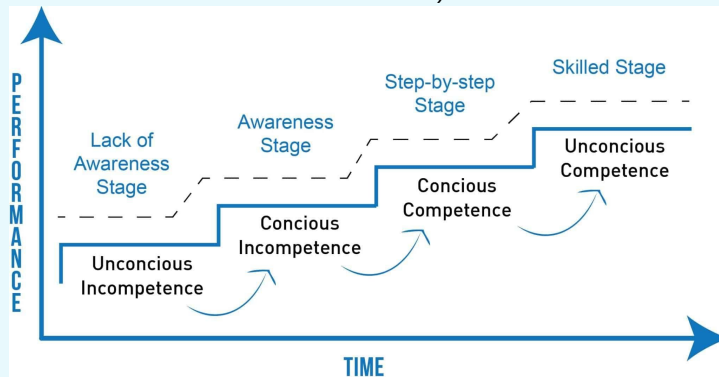 PERFORMANCE
Lack of
Awareness
Stage
Awareness
Stage
Step-by-step
Stage
Skilled Stage
Unconcious
Incompetence
Concious
Incompetence
Concious
Competence
Unconcious
Competence
TIME